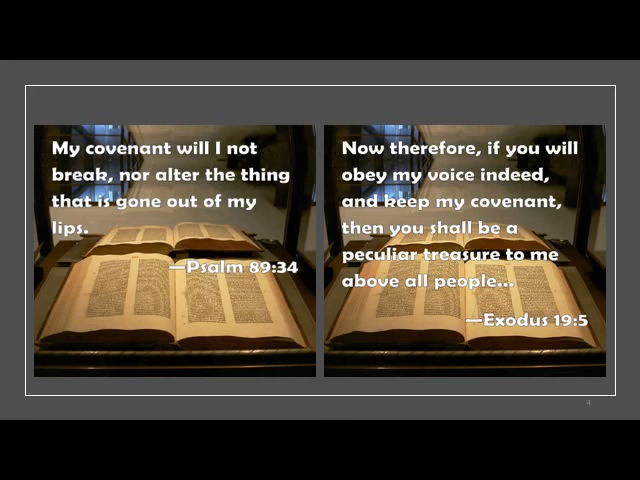 My covenant will I not
break, nor alter the thing
that is gone out of my
lips.
—Psalm 89:34
Now therefore, if you will
obey my voice indeed,
and keep my covenant,
then you shall be a
peculiar treasure to me
above all people...
—Exodus 19:5
4